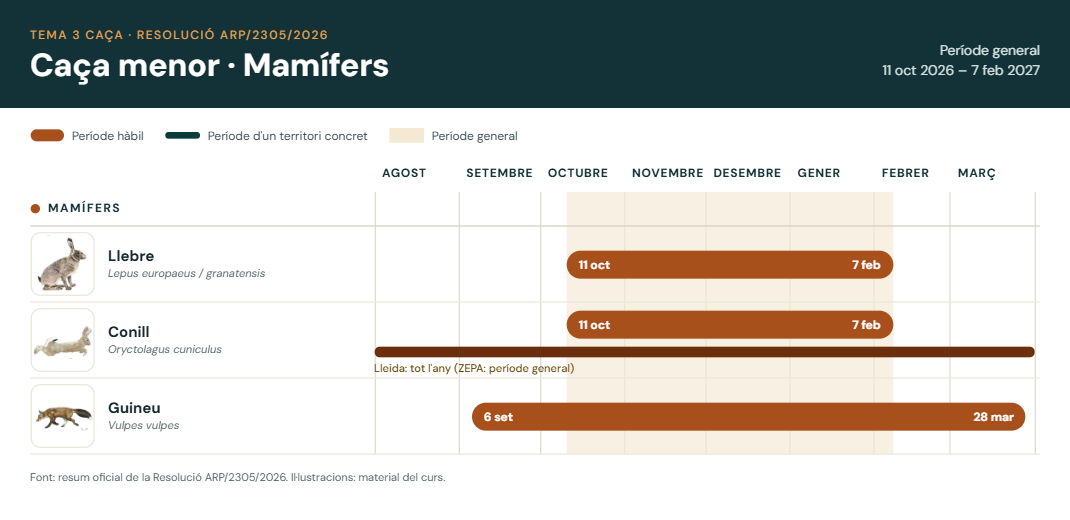 TEMA 3 CAÇA · RESOLUCIÓ ARP/2305/2026
Caça menor · Mamífers
Període general
11 oct 2026 – 7 feb 2027
Període hàbil
Període d'un territori concret
Període general
AGOST SETEMBRE OCTUBRE NOVEMBRE DESEMBRE GENER FEBRER MARÇ
MAMÍFERS
Llebre
Lepus europaeus / granatensis
11 oct 7 feb
Conill
Oryctolagus cuniculus
11 oct 7 feb
Lleida: tot l'any (ZEPA: període general)
Guineu
Vulpes vulpes
6 set 28 mar
Font: resum oficial de la Resolució ARP/2305/2026. Il·lustracions: material del curs.